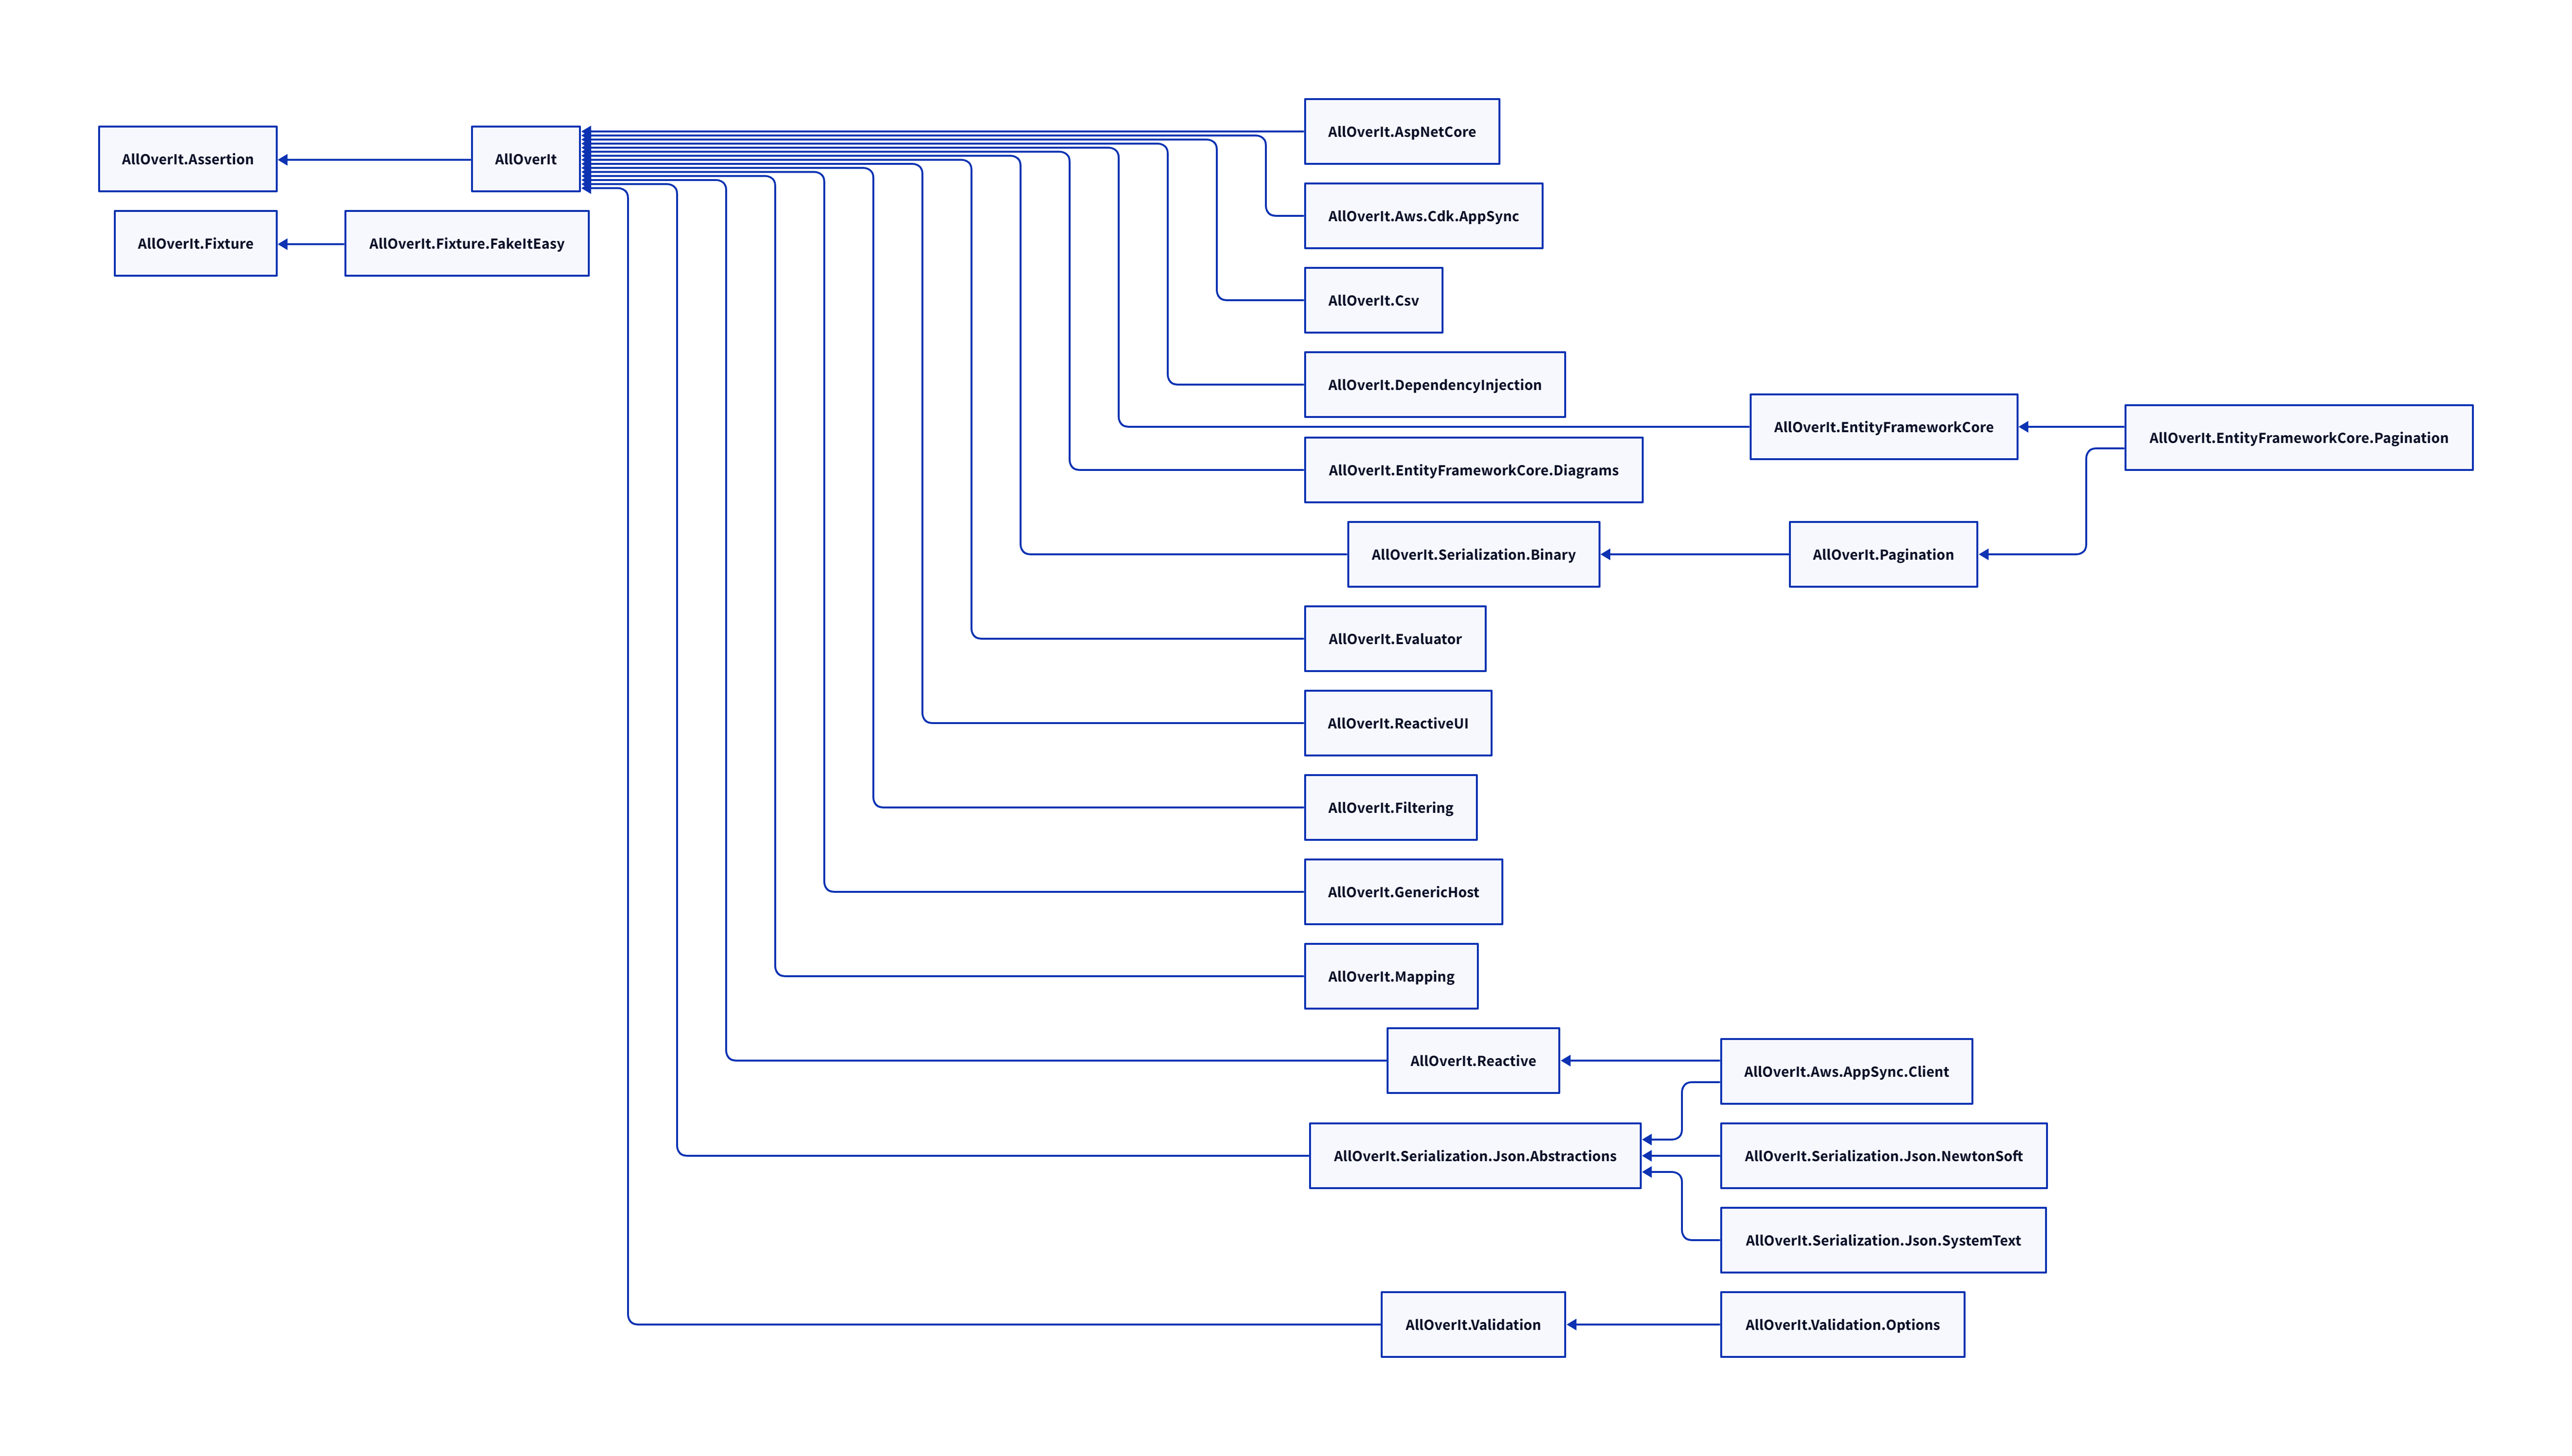 AllOverIt.Assertion
AllOverIt
AllOverIt.AspNetCore
AllOverIt.Fixture
AllOverIt.Fixture.FakeItEasy
AllOverIt.Aws.Cdk.AppSync
AllOverIt.Csv
AllOverIt.DependencyInjection
AllOverIt.EntityFrameworkCore
AllOverIt.EntityFrameworkCore.Pagination
AllOverIt.EntityFrameworkCore.Diagrams
AllOverIt.Serialization.Binary
AllOverIt.Pagination
AllOverIt.Evaluator
AllOverIt.ReactiveUI
AllOverIt.Filtering
AllOverIt.GenericHost
AllOverIt.Mapping
AllOverIt.Reactive
AllOverIt.Aws.AppSync.Client
AllOverIt.Serialization.Json.Abstractions
AllOverIt.Serialization.Json.NewtonSoft
AllOverIt.Serialization.Json.SystemText
AllOverIt.Validation
AllOverIt.Validation.Options